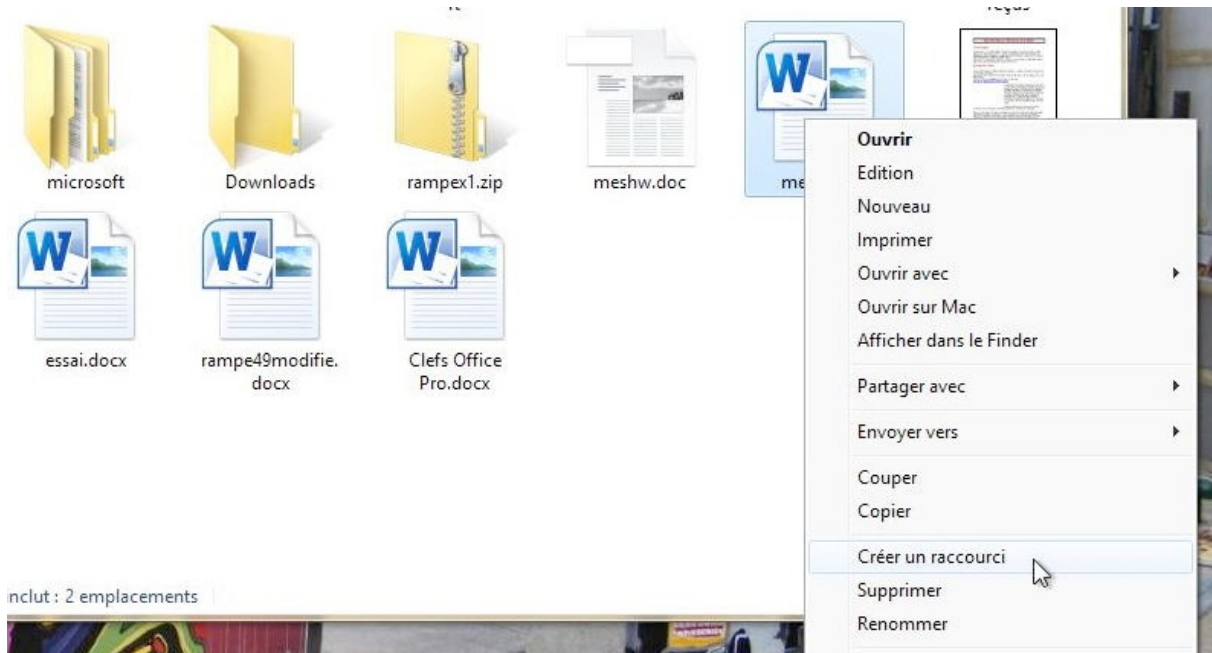 reçus
microsoft
Downloads
rampex1.zip
meshw.doc
me
essai.docx
rampe49modifie.
docx
Clefs Office
Pro.docx
Ouvrir
Edition
Nouveau
Imprimer
Ouvrir avec
Ouvrir sur Mac
Afficher dans le Finder
Partager avec
Envoyer vers
Couper
Copier
Créer un raccourci
Supprimer
Renommer
inclut : 2 emplacements